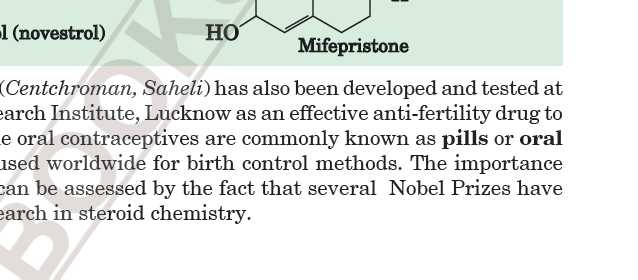 HO
l (novestrol)
Mifepristone
(Centchroman, Saheli) has also been developed and tested at
earch Institute, Lucknow as an effective anti-fertility drug to
e oral contraceptives are commonly known as pills or oral
used worldwide for birth control methods. The importance
can be assessed by the fact that several Nobel Prizes have
earch in steroid chemistry.
BOOK